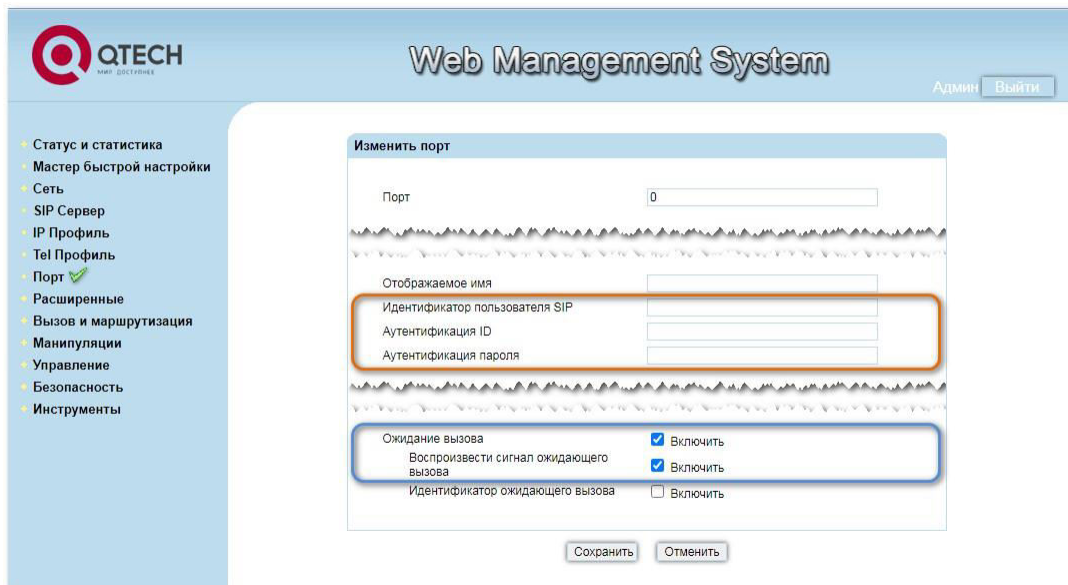 QTECH
МИР ДОСТУПНЕЕ
Web Management System
Админ Выйти
Статус и статистика
Мастер быстрой настройки
Сеть
SIP Сервер
IP Профиль
Tel Профиль
Порт
Расширенные
Вызов и маршрутизация
Манипуляции
Управление
Безопасность
Инструменты
Изменить порт
Порт 0
Отображаемое имя
Идентификатор пользователя SIP
Аутентификация ID
Аутентификация пароля
Ожидание вызова Включить
Воспроизвести сигнал ожидающего
вызова Включить
Идентификатор ожидающего вызова Включить
Сохранить Отменить